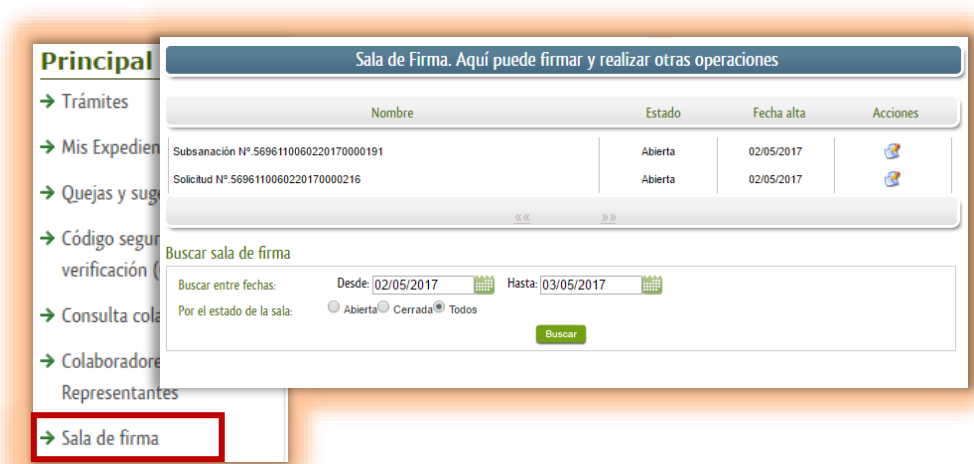 Principal
Trámites
Mis Expedien
Quejas y suge
Código segur
verificación (
Consulta cola
Colaboradore
Representantes
Sala de firma
Sala de Firma. Aquí puede firmar y realizar otras operaciones
Nombre Estado Fecha alta Acciones
Subsanación Nº.5696110060220170000191 Abierta 02/05/2017
Solicitud Nº.5696110060220170000216 Abierta 02/05/2017
<< >>
Buscar sala de firma
Buscar entre fechas: Desde: 02/05/2017 Hasta: 03/05/2017
Por el estado de la sala: Abierta Cerrada Todos
Buscar